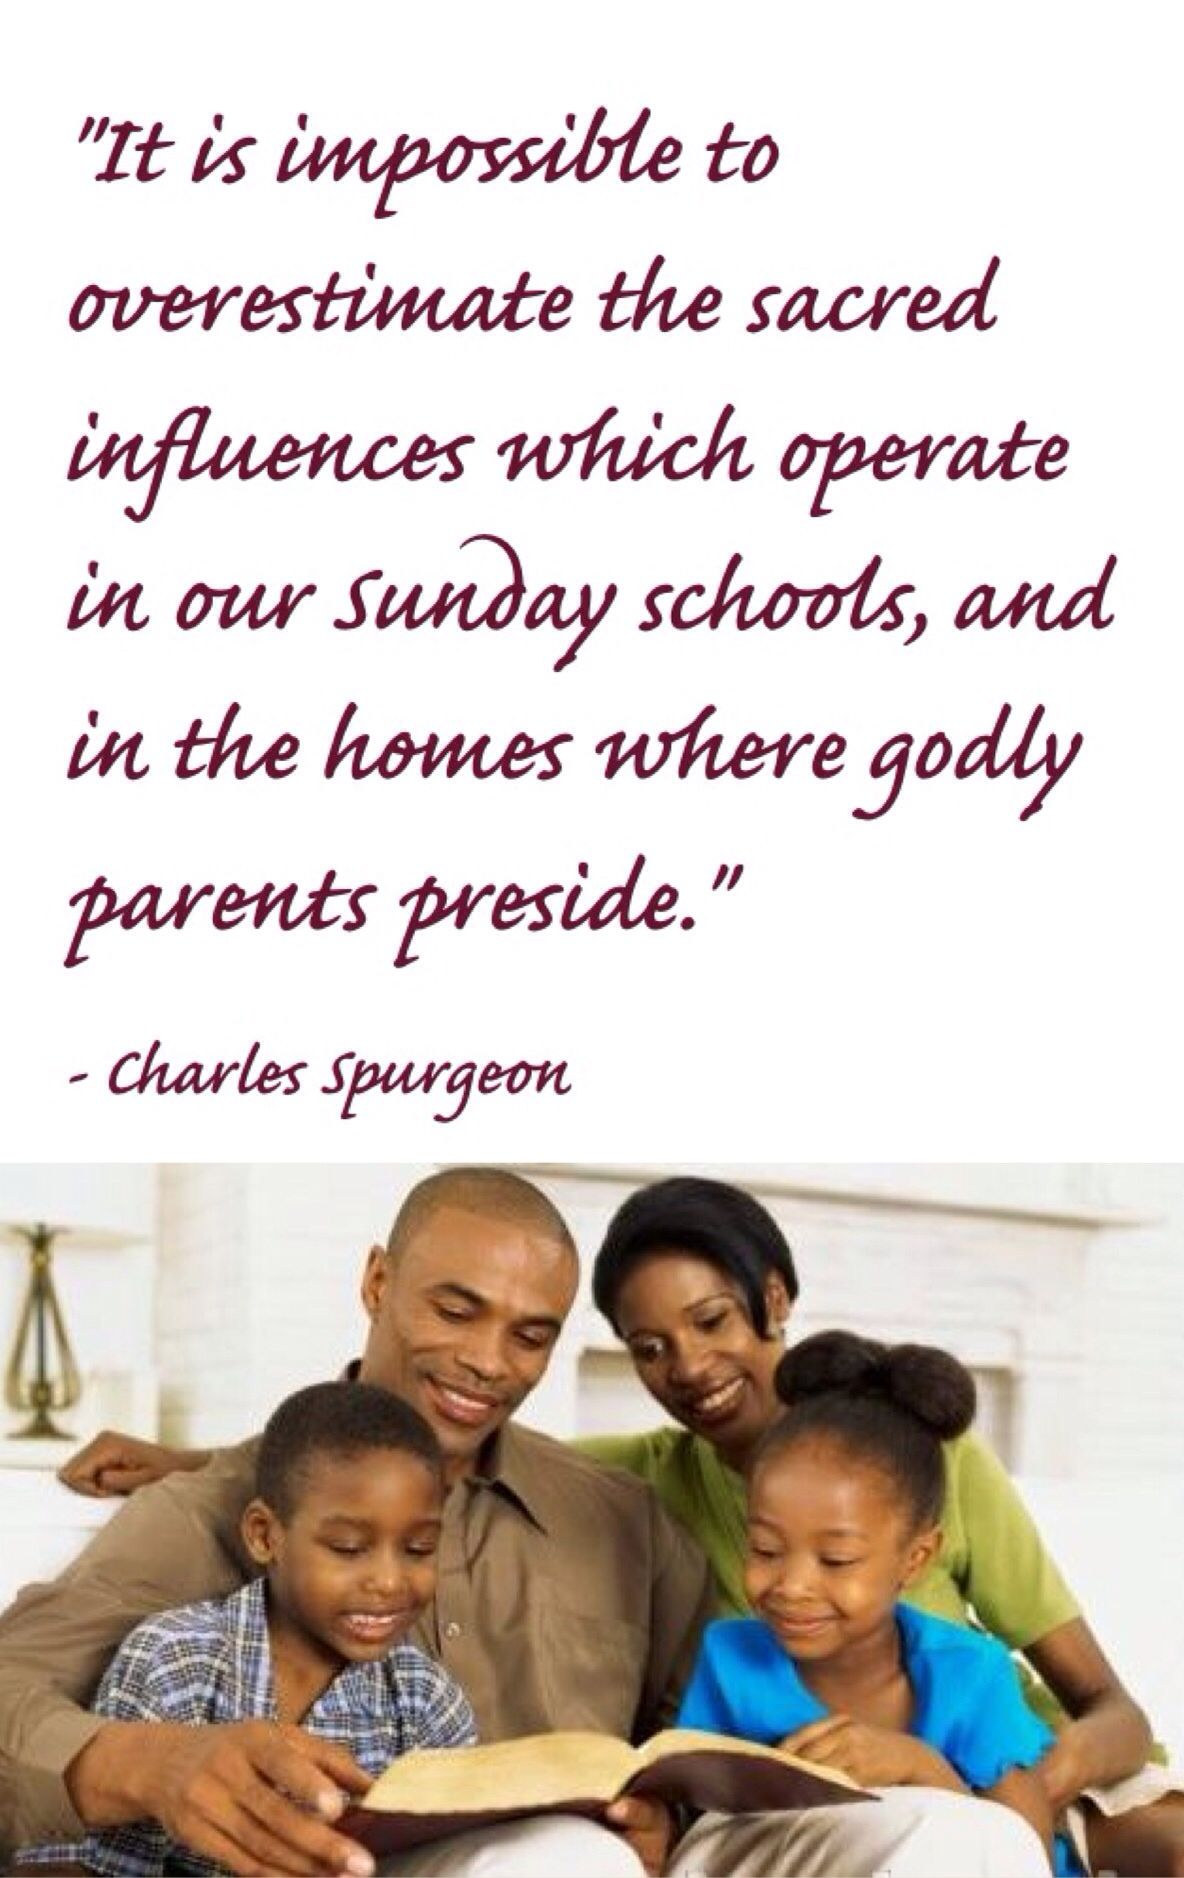 "It is impossible to
overestimate the sacred
influences which operate
in our Sunday schools, and
in the homes where godly
parents preside."
- Charles Spurgeon